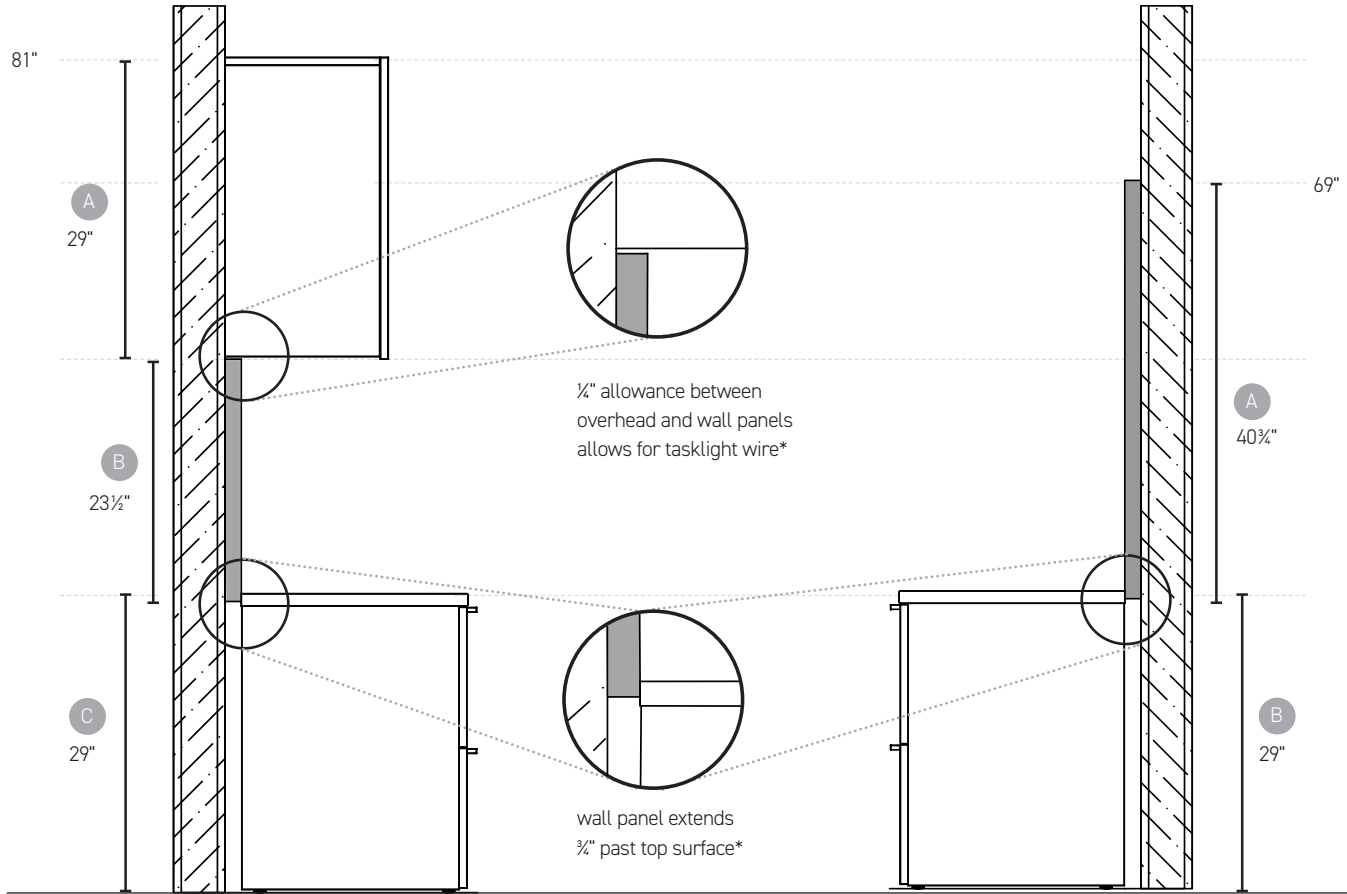 81"
69"
A
29"
¼" allowance between
overhead and wall panels
allows for tasklight wire*
A
40¾"
B
23½"
C
29"
B
29"
wall panel extends
¾" past top surface*